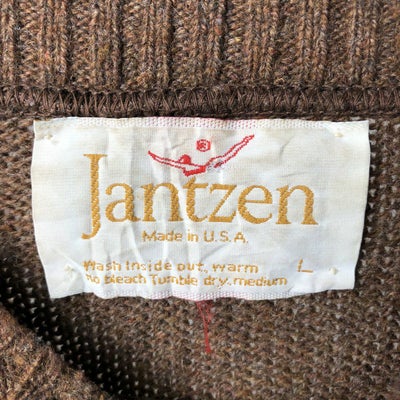 Jantzen
Made in U.S.A.
Wash Inside out, warm L
no bleach Tumble dry, medium